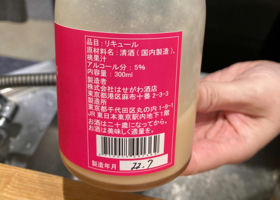 品目：リキュール
原材料名：清酒（国内製造）、
桃果汁
アルコール分：5％
内容量：300ml
株式会社はせがわ酒店
東京都港区麻布十番
2-3-3
製造所
東京都千代田区丸の内1-9-1
JR東日本東京駅内地下1階
お酒は二十歳になってから。
お酒は美味しく適量を。
製造年月 22.7